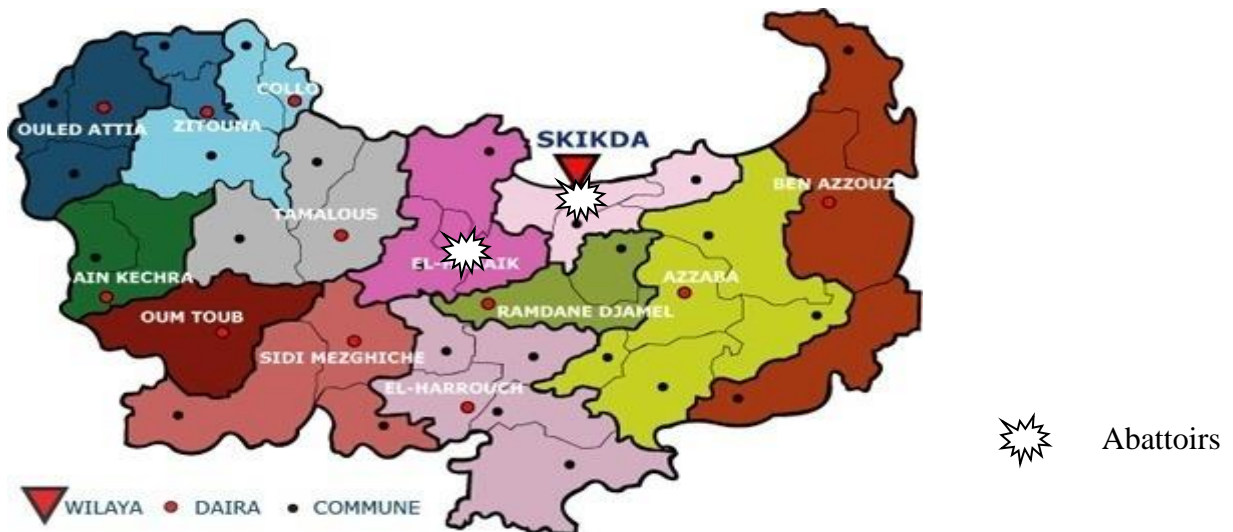 COLLO
OULED ATTIA
ZITOUNA
SKIKDA
BEN AZZOUZ
TAMALOUS
AIN KECHRA
AZZABA
OUM TOUB
RAMDANE DJAMEL
SIDI MEZGHICHE
EL-HARROUCH
Abattoirs
WILAYA DAIRA COMMUNE